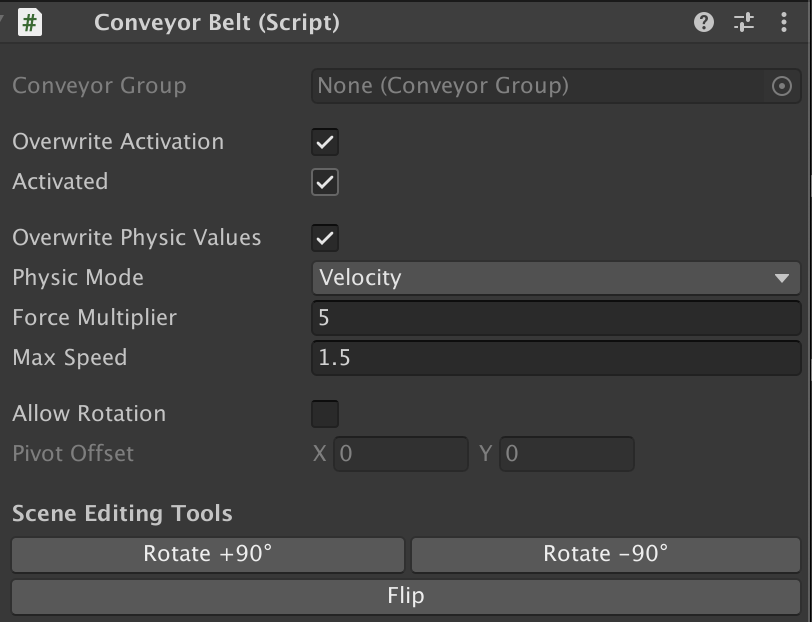 # Conveyor Belt (Script)
Conveyor Group None (Conveyor Group)
Overwrite Activation
Activated
Overwrite Physic Values
Physic Mode Velocity
Force Multiplier 5
Max Speed 1.5
Allow Rotation
Pivot Offset X 0 Y 0
Scene Editing Tools
Rotate +90° Rotate -90°
Flip